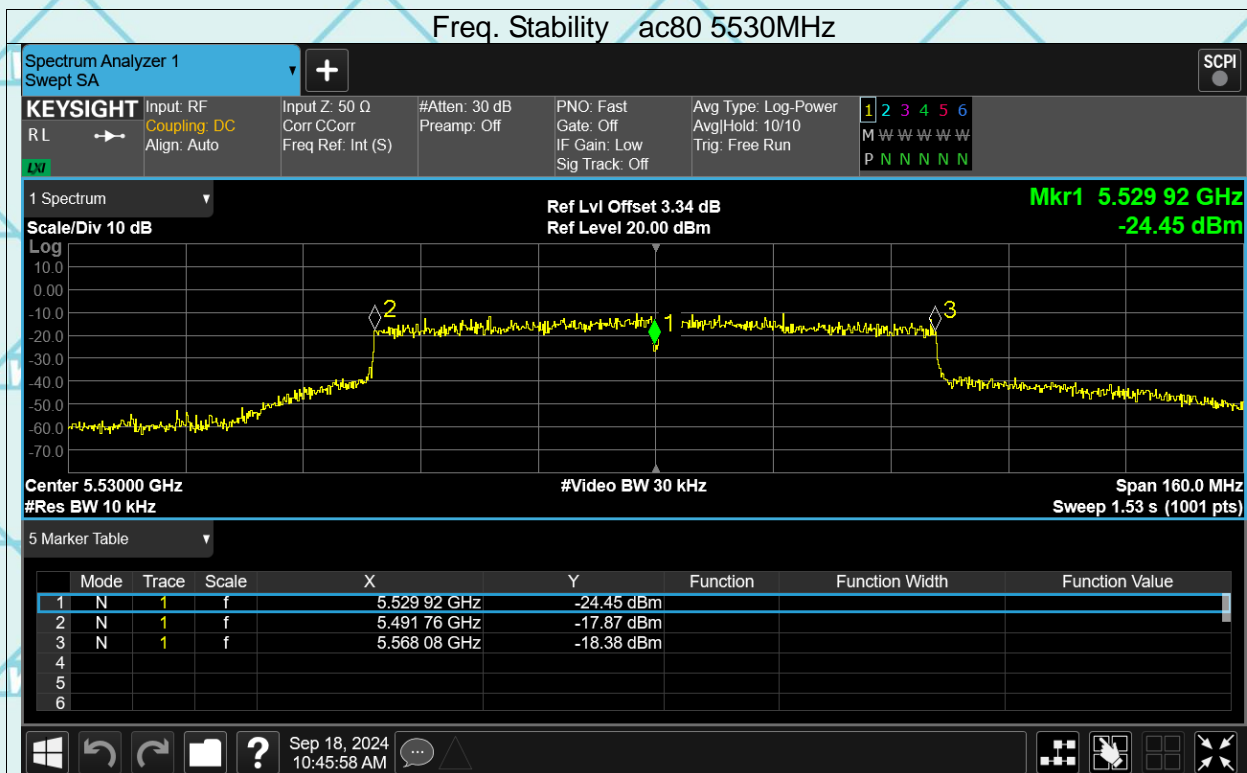 Freq. Stability ac80 5530MHz
Spectrum Analyzer 1
Swept SA
SCPI
KEYSIGHT
R L
LXI
Input: RF
Coupling: DC
Align: Auto
Input Z: 50 Ω
Corr CCorr
Freq Ref: Int (S)
#Atten: 30 dB
Preamp: Off
PNO: Fast
Gate: Off
IF Gain: Low
Sig Track: Off
Avg Type: Log-Power
Avg|Hold: 10/10
Trig: Free Run
1 2 3 4 5 6
M W W W W W
P N N N N N
1 Spectrum
Scale/Div 10 dB
Ref Lvl Offset 3.34 dB
Ref Level 20.00 dBm
Mkr1 5.529 92 GHz
-24.45 dBm
Log
10.0
0.00
-10.0
-20.0
-30.0
-40.0
-50.0
-60.0
-70.0
2
1
3
Center 5.53000 GHz
#Video BW 30 kHz
Span 160.0 MHz
#Res BW 10 kHz
Sweep 1.53 s (1001 pts)
5 Marker Table
Mode Trace Scale X Y Function Function Width Function Value
1 N 1 f 5.529 92 GHz -24.45 dBm
2 N 1 f 5.491 76 GHz -17.87 dBm
3 N 1 f 5.568 08 GHz -18.38 dBm
4
5
6
?
Sep 18, 2024
10:45:58 AM